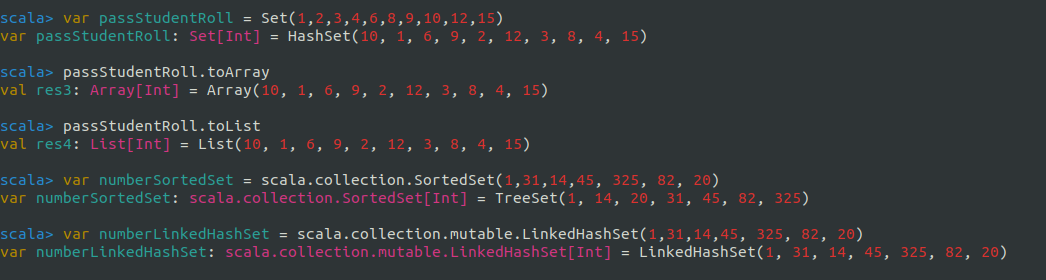 scala> var passStudentRoll = Set(1,2,3,4,6,8,9,10,12,15)
var passStudentRoll: Set[Int] = HashSet(10, 1, 6, 9, 2, 12, 3, 8, 4, 15)
scala> passStudentRoll.toArray
val res3: Array[Int] = Array(10, 1, 6, 9, 2, 12, 3, 8, 4, 15)
scala> passStudentRoll.toList
val res4: List[Int] = List(10, 1, 6, 9, 2, 12, 3, 8, 4, 15)
scala> var numberSortedSet = scala.collection.SortedSet(1,31,14,45, 325, 82, 20)
var numberSortedSet: scala.collection.SortedSet[Int] = TreeSet(1, 14, 20, 31, 45, 82, 325)
scala> var numberLinkedHashSet = scala.collection.mutable.LinkedHashSet(1,31,14,45, 325, 82, 20)
var numberLinkedHashSet: scala.collection.mutable.LinkedHashSet[Int] = LinkedHashSet(1, 31, 14, 45, 325, 82, 20)